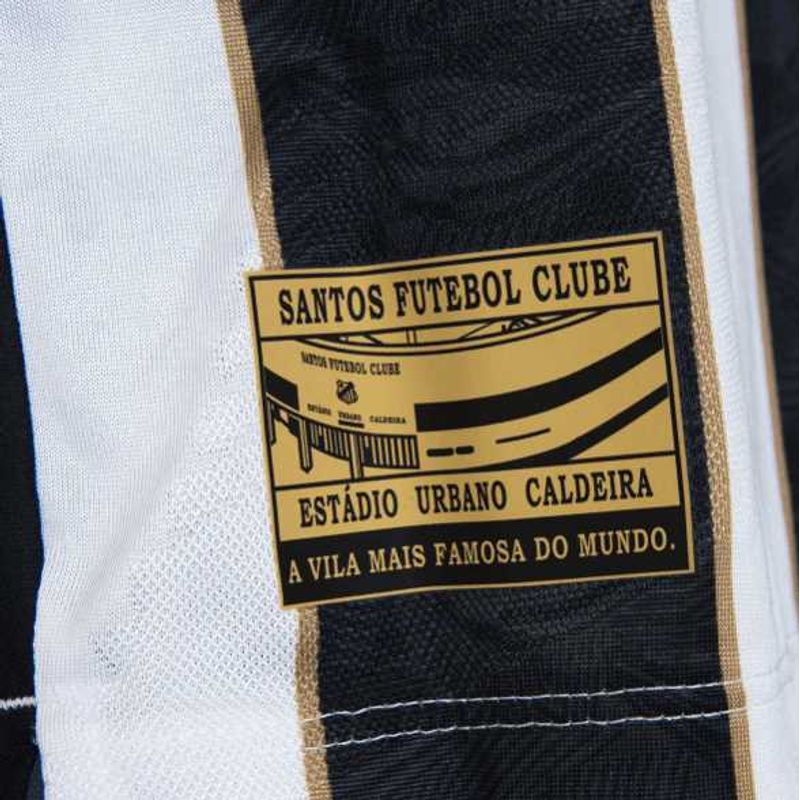 SANTOS FUTEBOL CLUBE
SANTOS FUTEBOL CLUBE
ESTÁDIO URBANO CALDEIRA
ESTÁDIO URBANO CALDEIRA
A VILA MAIS FAMOSA DO MUNDO.